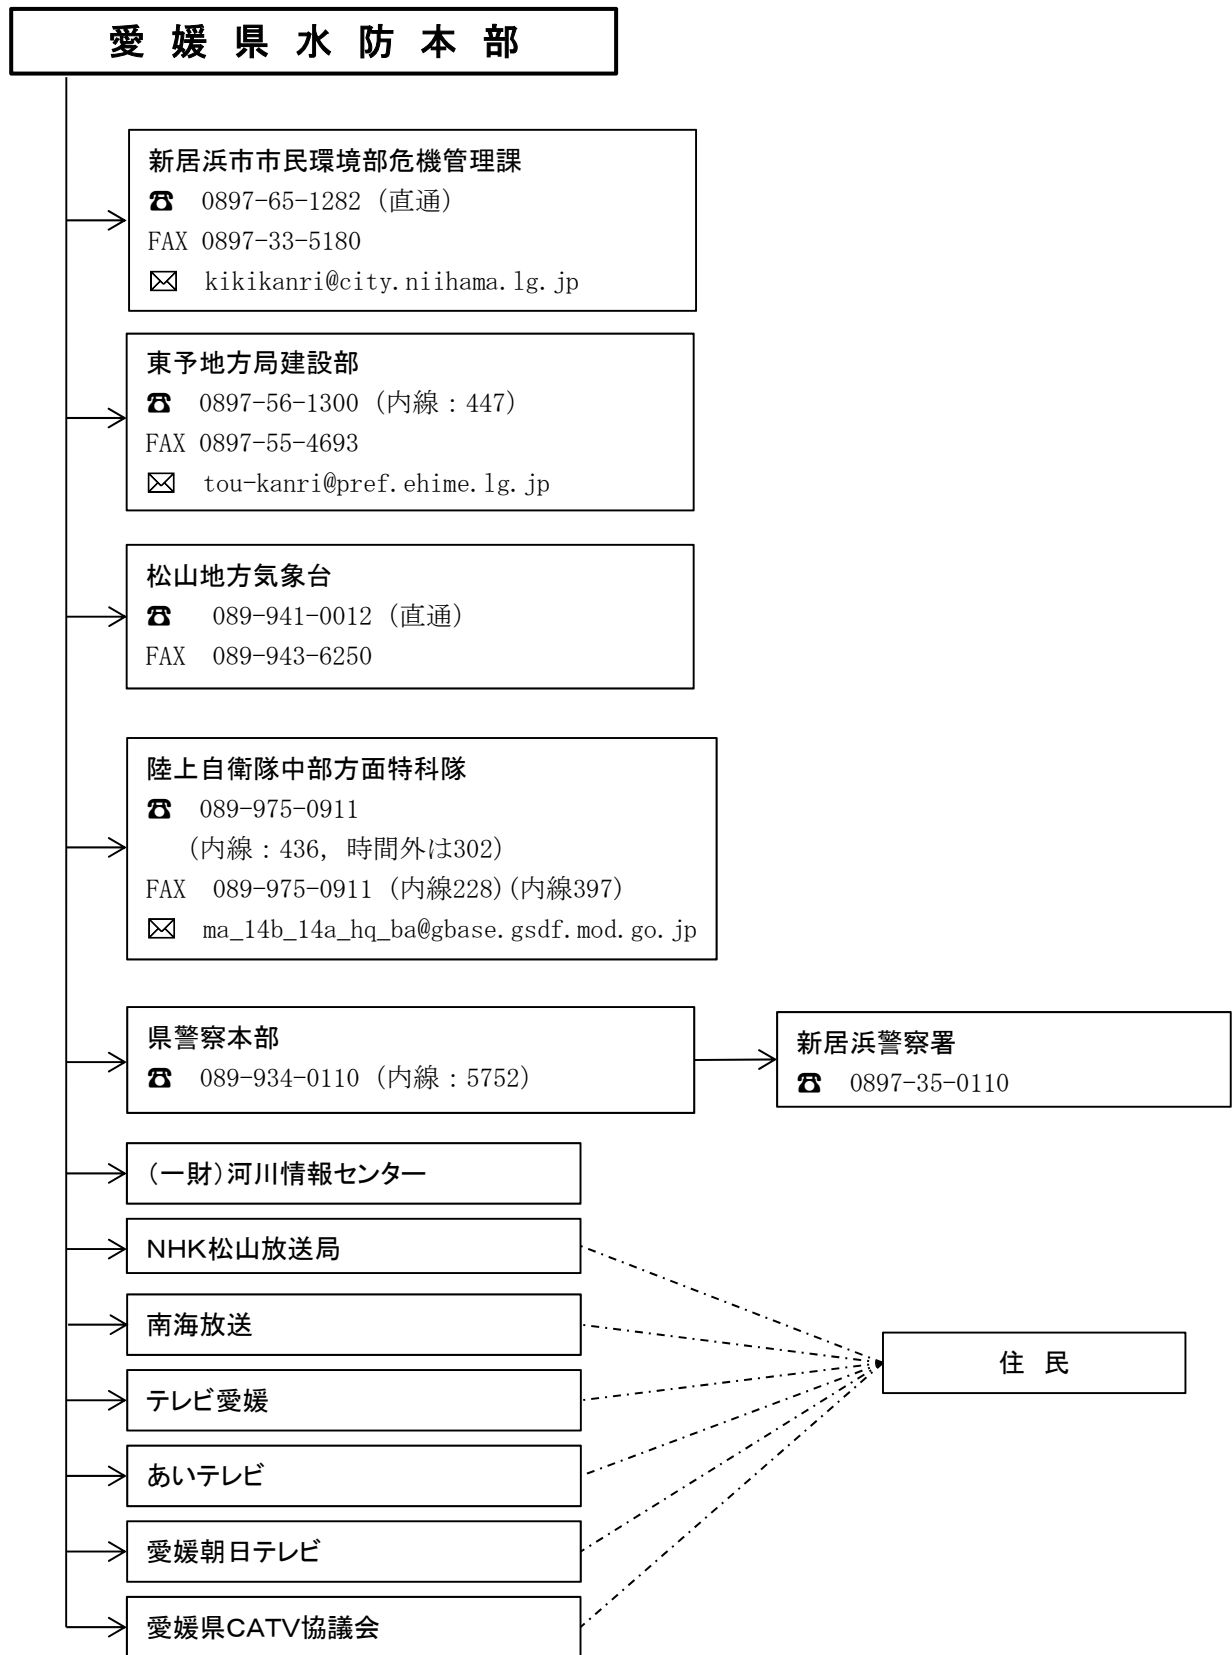 愛媛県水防本部
新居浜市市民環境部危機管理課
☎ 0897-65-1282（直通）
FAX 0897-33-5180
✉ kikikanri@city.niihama.lg.jp
東予地方局建設部
☎ 0897-56-1300（内線：447）
FAX 0897-55-4693
✉ tou-kanri@pref.ehime.lg.jp
松山地方気象台
☎ 089-941-0012（直通）
FAX 089-943-6250
陸上自衛隊中部方面特科隊
☎ 089-975-0911
（内線：436，時間外は302）
FAX 089-975-0911（内線228）（内線397）
✉ ma_14b_14a_hq_ba@gbase.gsdf.mod.go.jp
県警察本部
☎ 089-934-0110（内線：5752）
新居浜警察署
☎ 0897-35-0110
（一財）河川情報センター
NHK松山放送局
南海放送
テレビ愛媛
あいテレビ
愛媛朝日テレビ
愛媛県CATV協議会
住 民